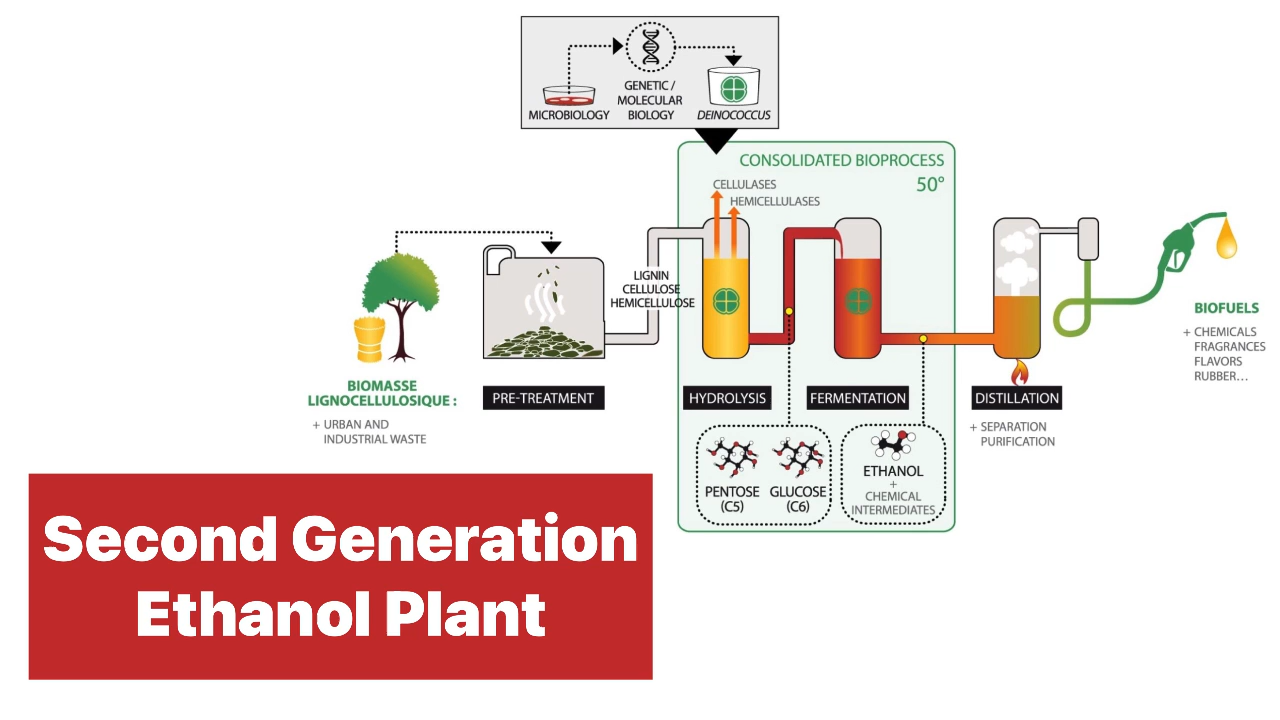 MICROBIOLOGY
GENETIC /
MOLECULAR
BIOLOGY
DEINOCOCCUS
CONSOLIDATED BIOPROCESS
50°
CELLULASES
HEMICELLULASES
LIGNIN
CELLULOSE
HEMICELLULOSE
BIOMASSE
LIGNOCELLULOSIQUE :
+ URBAN AND
INDUSTRIAL WASTE
PRE-TREATMENT
HYDROLYSIS
FERMENTATION
DISTILLATION
+ SEPARATION
PURIFICATION
BIOFUELS
+ CHEMICALS
FRAGRANCES
FLAVORS
RUBBER...
PENTOSE
(C5)
GLUCOSE
(C6)
ETHANOL
+
CHEMICAL
INTERMEDIATES
Second Generation
Ethanol Plant